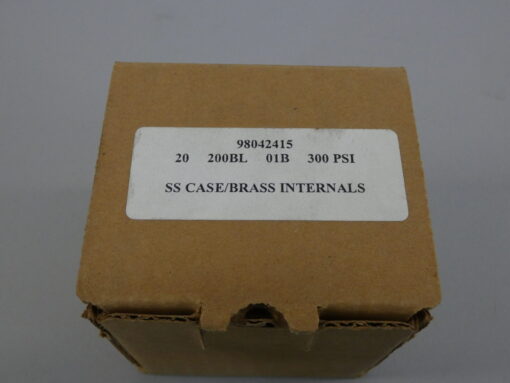 98042415
20 200BL 01B 300 PSI
SS CASE/BRASS INTERNALS